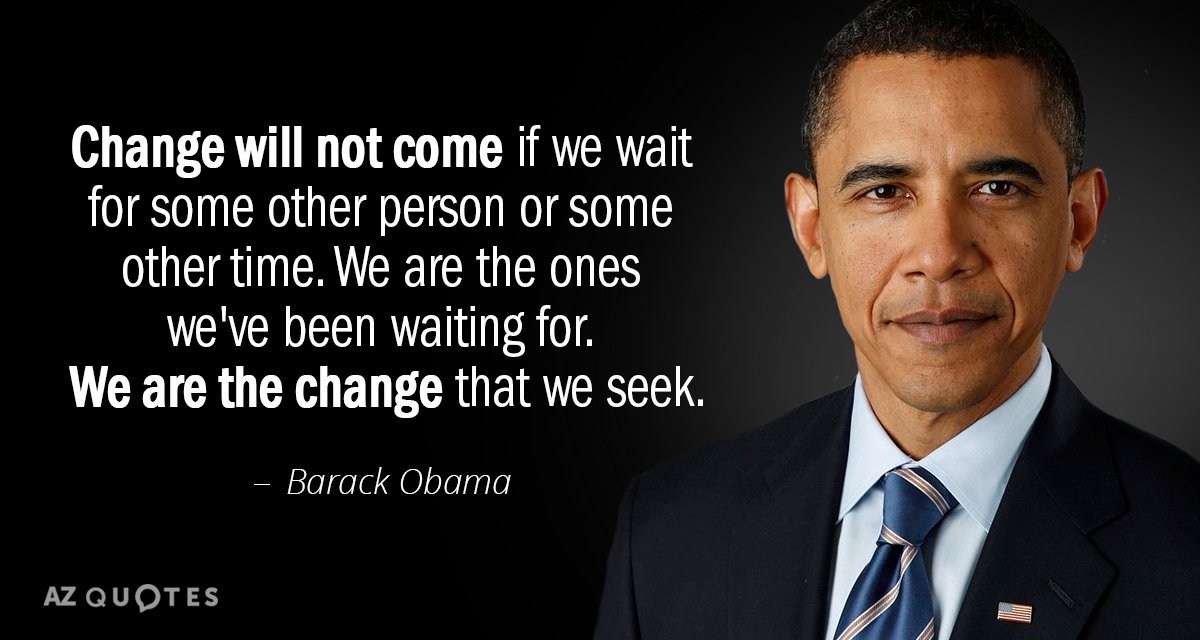 Change will not come if we wait
for some other person or some
other time. We are the ones
we've been waiting for.
We are the change that we seek.
– Barack Obama
AZ QUOTES